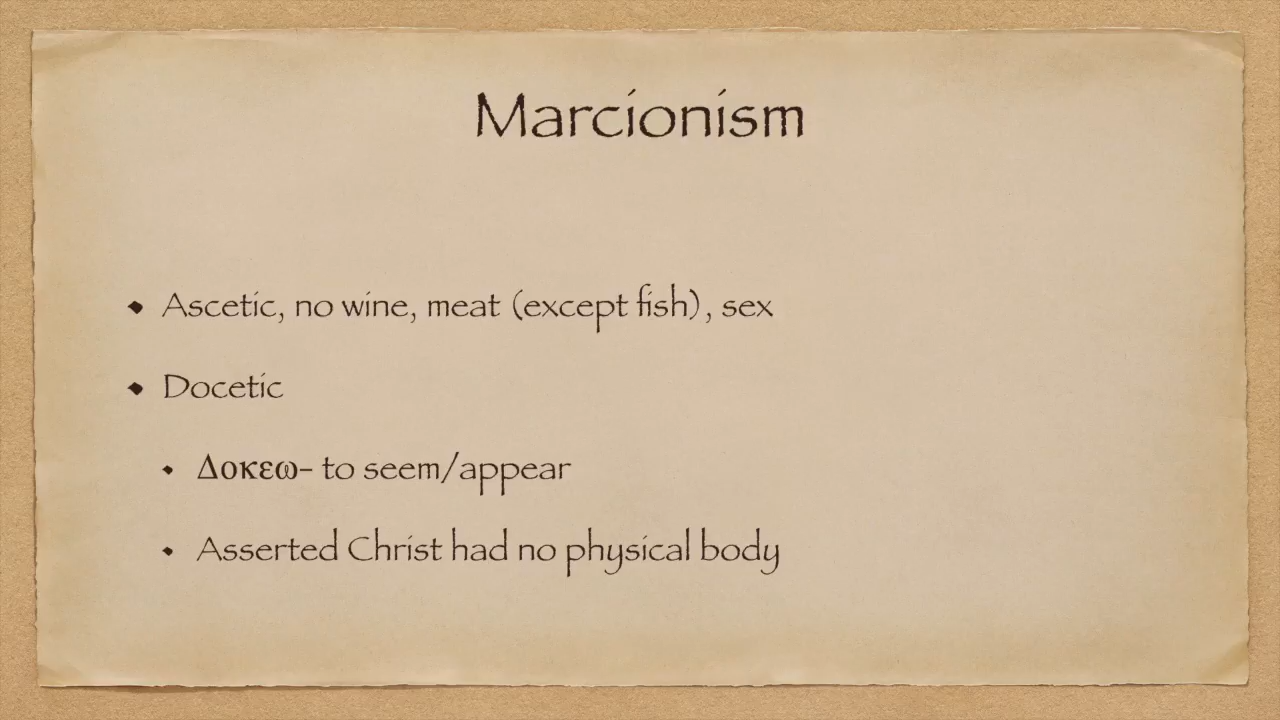 Marcionism
• Ascetic, no wine, meat (except fish), sex
• Docetic
• Δοκεω- to seem/appear
• Asserted Christ had no physical body